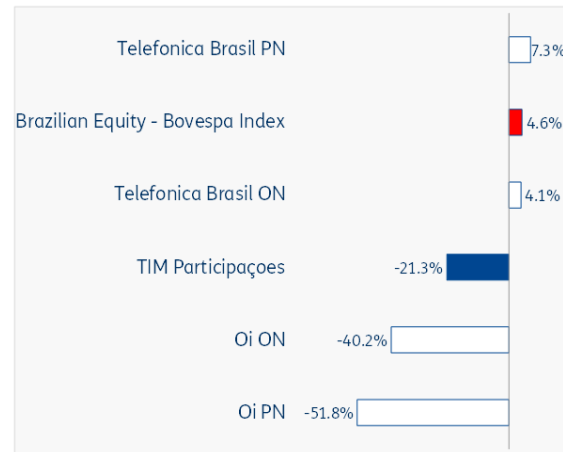 Telefonica Brasil PN 7.3%
Brazilian Equity - Bovespa Index 4.6%
Telefonica Brasil ON 4.1%
TIM Participaçoes -21.3%
Oi ON -40.2%
Oi PN -51.8%